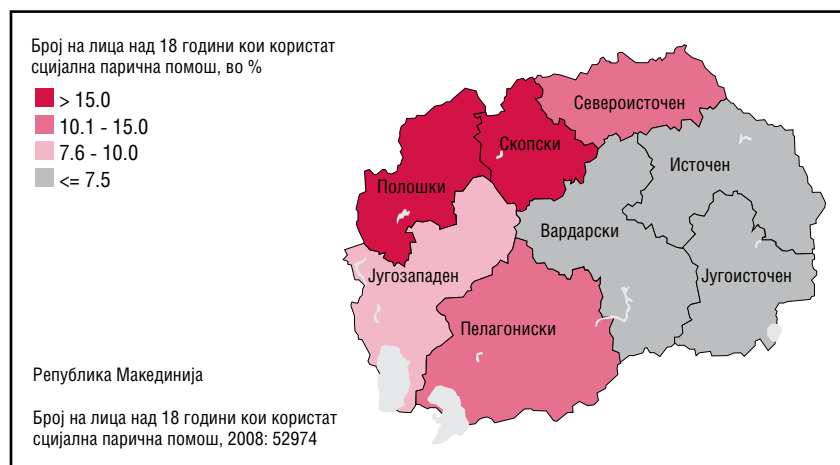 Број на лица над 18 години кои користат
сцијална парична помош, во %
> 15.0
10.1 - 15.0
7.6 - 10.0
<= 7.5
Североисточен
Скопски
Источен
Полошки
Вардарски
Југозападен
Југоисточен
Пелагониски
Република Макединија
Број на лица над 18 години кои користат
сцијална парична помош, 2008: 52974